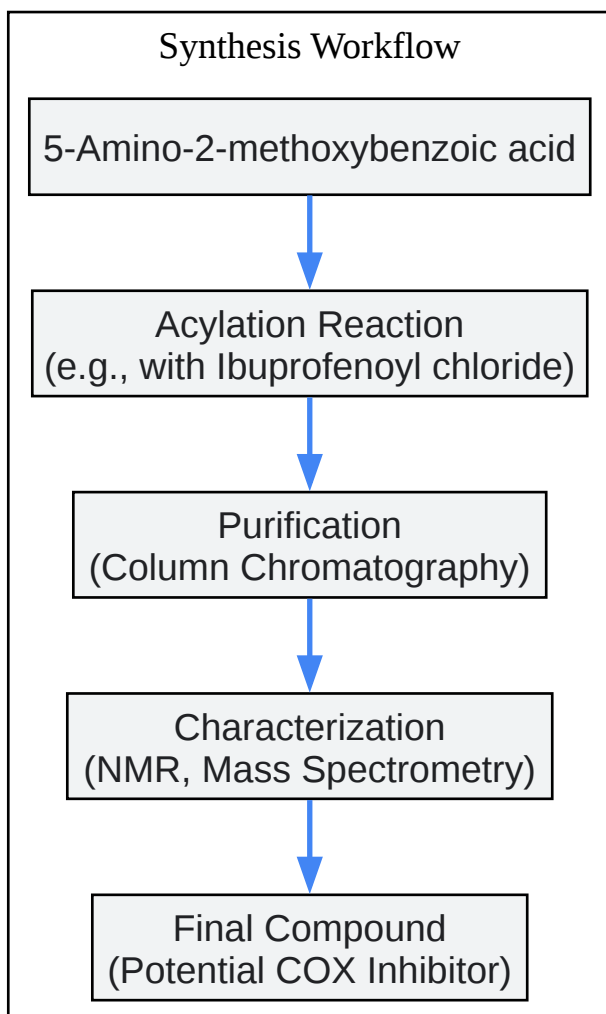 Synthesis Workflow
5-Amino-2-methoxybenzoic acid
Acylation Reaction
(e.g., with Ibuprofenoyl chloride)
Purification
(Column Chromatography)
Characterization
(NMR, Mass Spectrometry)
Final Compound
(Potential COX Inhibitor)